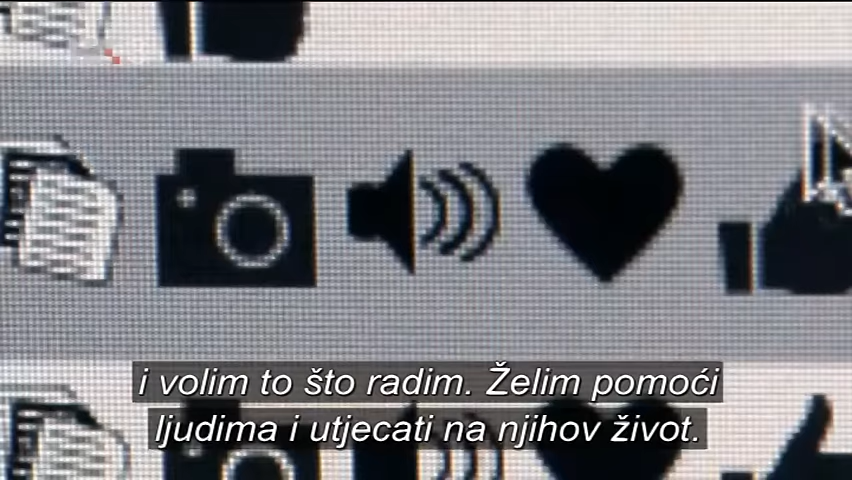 i volim to što radim. Želim pomoći
ljudima i utjecati na njihov život.